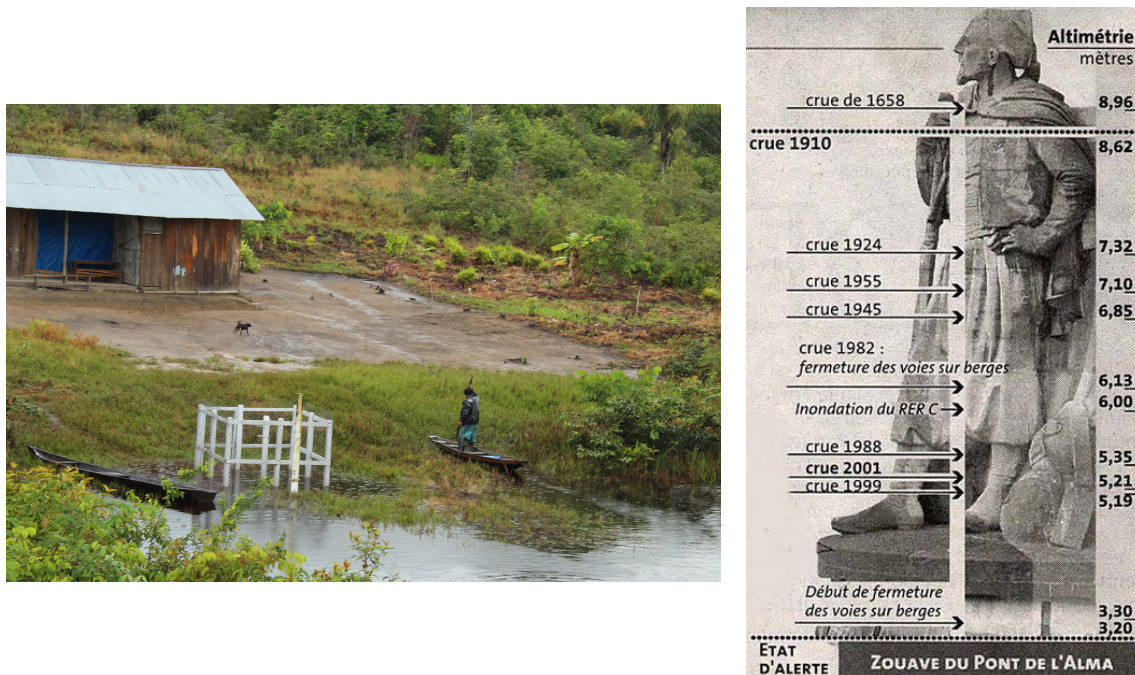 Altimétrie
mètres
crue de 1658
8,96
crue 1910
8,62
crue 1924
7,32
crue 1955
7,10
crue 1945
6,85
crue 1982 :
fermeture des voies sur berges
6,13
6,00
Inondation du RER C
crue 1988
5,35
crue 2001
5,21
crue 1999
5,19
Début de fermeture
des voies sur berges
3,30
3,20
ETAT
D'ALERTE
ZOUAVE DU PONT DE L'ALMA